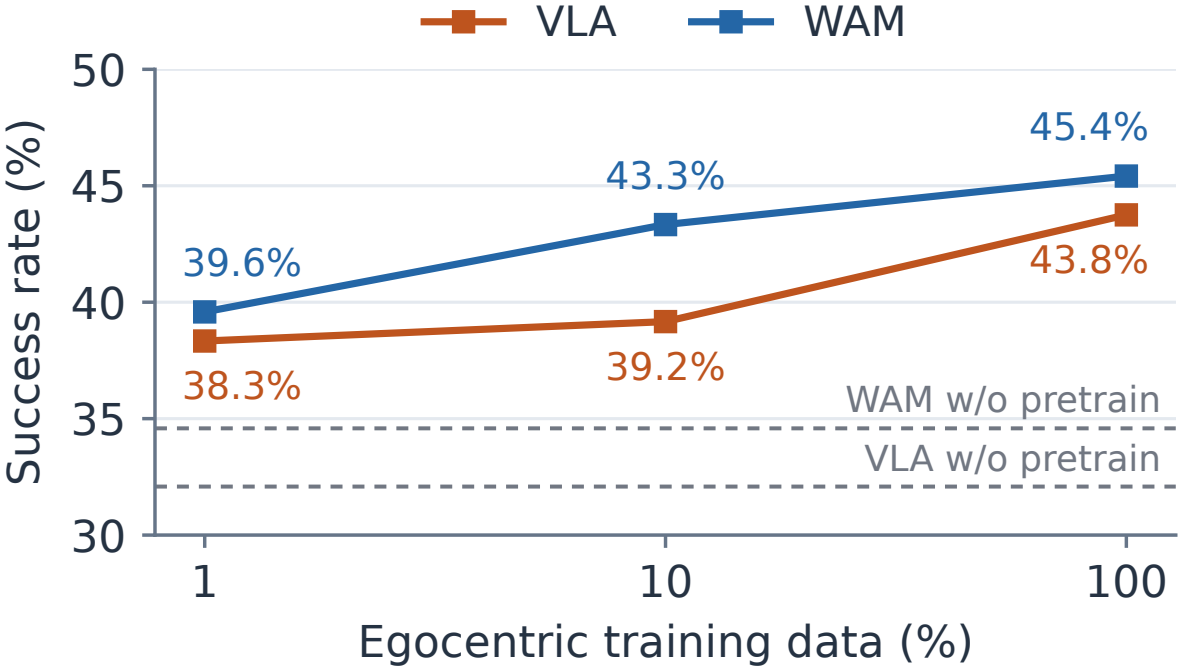 VLA WAM
Success rate (%)
50
45
40
35
30
39.6%
43.3%
45.4%
38.3%
39.2%
43.8%
WAM w/o pretrain
VLA w/o pretrain
1 10 100
Egocentric training data (%)